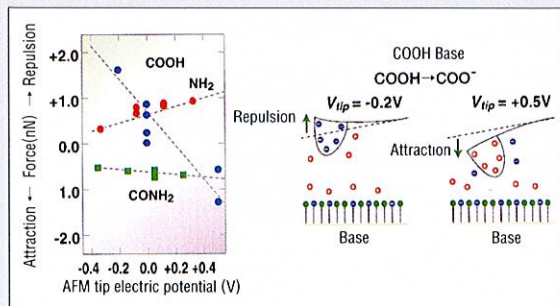 Attraction ← Force(nN) → Repulsion
+2.0
+1.0
0.0
1.0
-2.0
COOH
NH2
CONH2
-0.4 -0.2 0.0 +0.2 +0.4
AFM tip electric potential (V)
COOH Base
COOH→COO⁻
Vtip= -0.2V
Vtip= +0.5V
Repulsion
Attraction
Base
Base